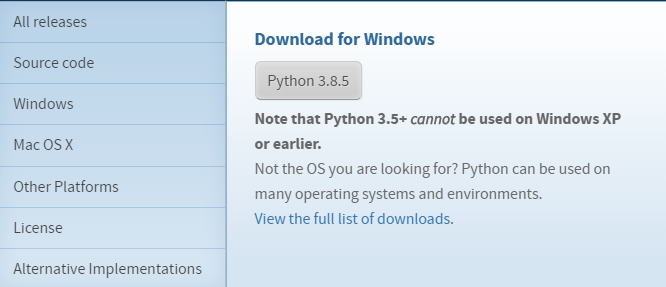 All releases
Source code
Windows
Mac OS X
Other Platforms
License
Alternative Implementations
Download for Windows
Python 3.8.5
Note that Python 3.5+ cannot be used on Windows XP
or earlier.
Not the OS you are looking for? Python can be used on
many operating systems and environments.
View the full list of downloads.